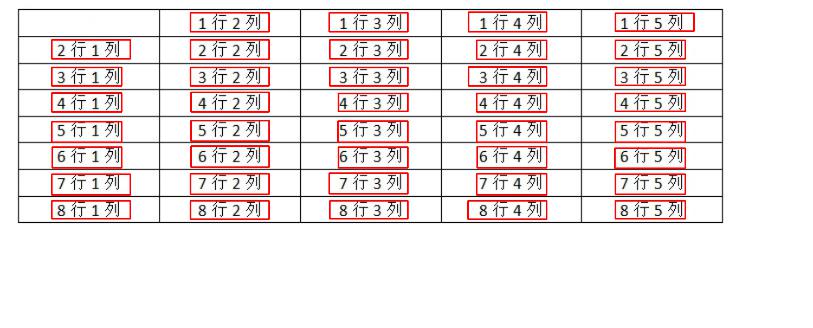 1行2列 1行3列 1行4列 1行5列
2行1列 2行2列 2行3列 2行4列 2行5列
3行1列 3行2列 3行3列 3行4列 3行5列
4行1列 4行2列 4行3列 4行4列 4行5列
5行1列 5行2列 5行3列 5行4列 5行5列
6行1列 6行2列 6行3列 6行4列 6行5列
7行1列 7行2列 7行3列 7行4列 7行5列
8行1列 8行2列 8行3列 8行4列 8行5列